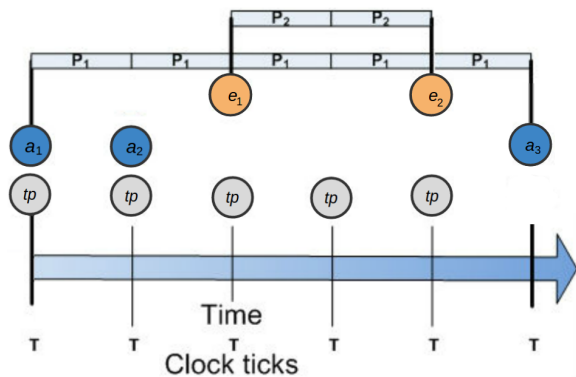 P₂ P₂
P₁ P₁ P₁ P₁ P₁
e₁ e₂
a₁ a₂ a₃
tp tp tp tp tp
Time
T T T T T T
Clock ticks